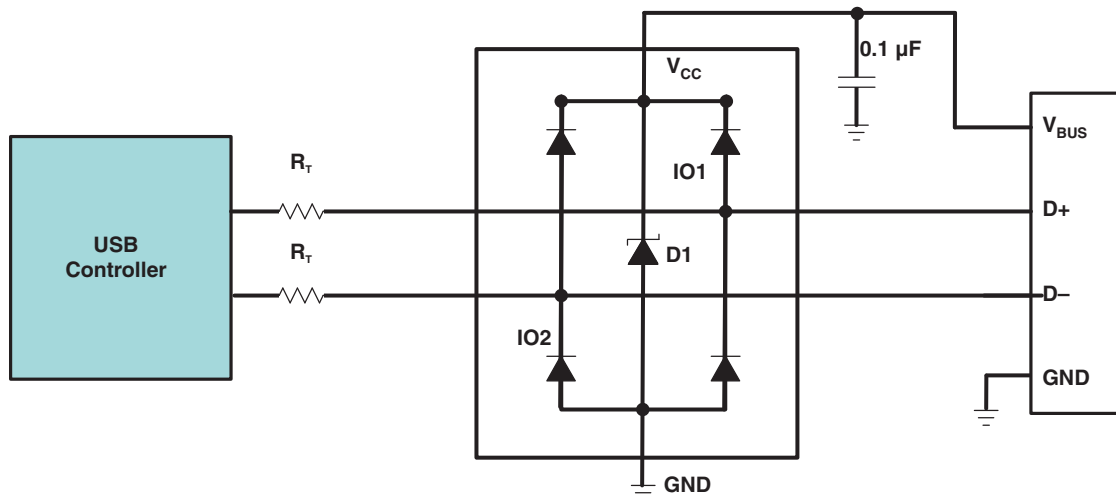 0.1 µF
V_CC
V_BUS
R_T
IO1
D+
USB
Controller
R_T
D1
D–
IO2
GND
GND